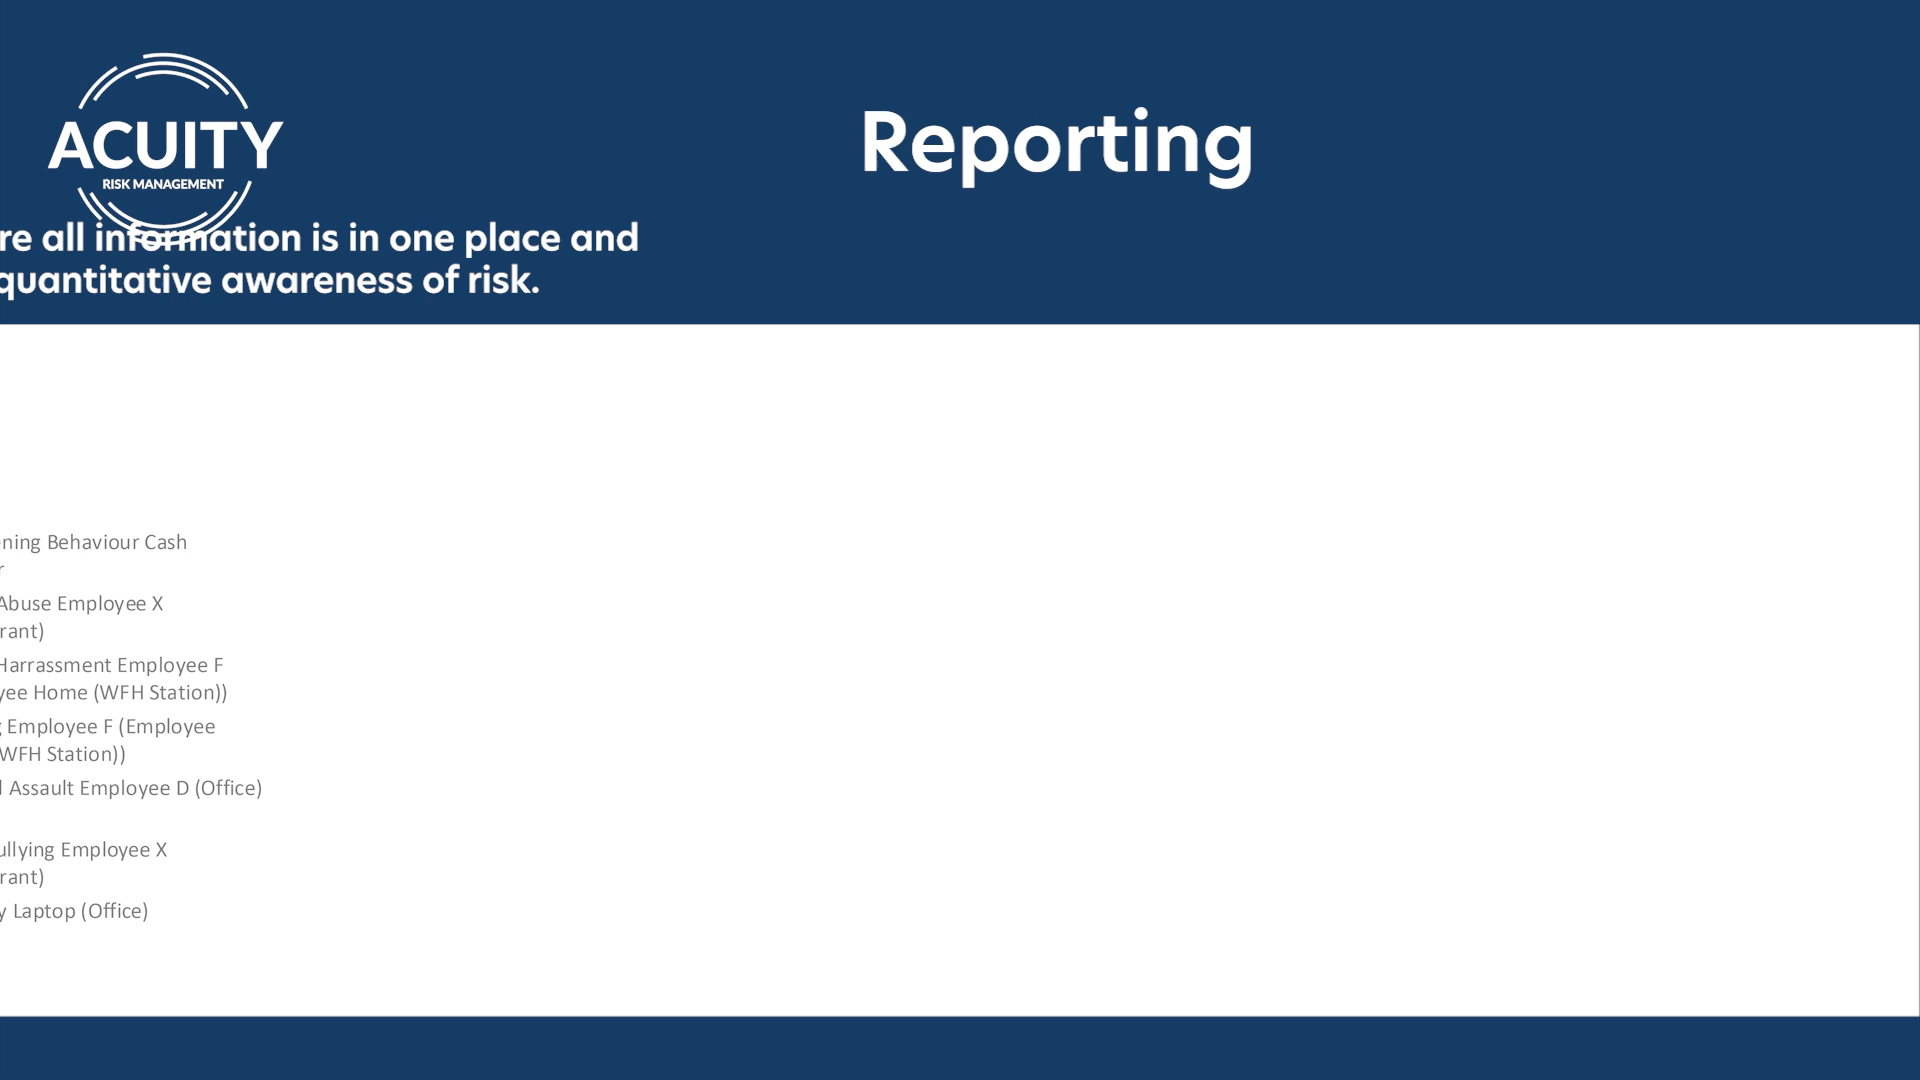 ACUITY
RISK MANAGEMENT
Reporting
re all information is in one place and
quantitative awareness of risk.
ning Behaviour Cash
r
Abuse Employee X
rant)
Harrassment Employee F
yee Home (WFH Station))
g Employee F (Employee
WFH Station))
l Assault Employee D (Office)
ullying Employee X
rant)
y Laptop (Office)